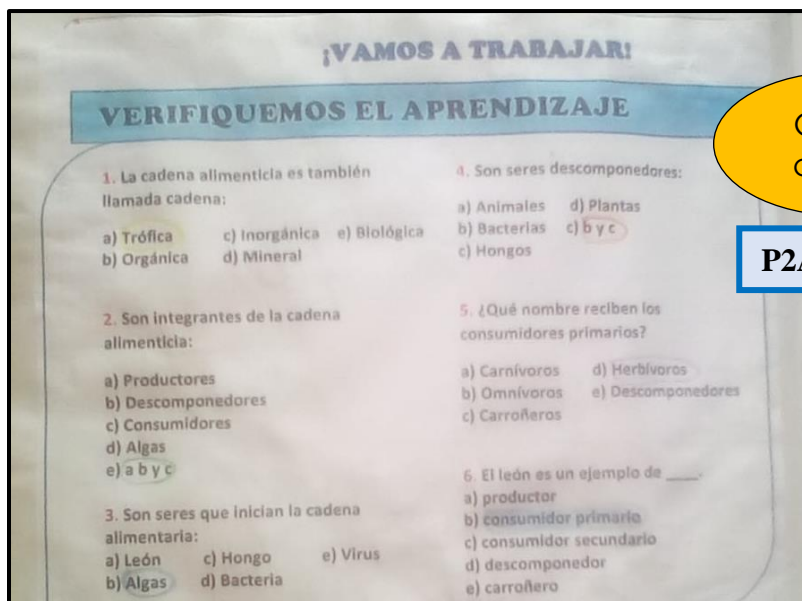 ¡VAMOS A TRABAJAR!
VERIFIQUEMOS EL APRENDIZAJE
1. La cadena alimenticia es también
llamada cadena:
a) Trófica c) Inorgánica e) Biológica
b) Orgánica d) Mineral
2. Son integrantes de la cadena
alimenticia:
a) Productores
b) Descomponedores
c) Consumidores
d) Algas
e) a b y c
3. Son seres que inician la cadena
alimentaria:
a) León c) Hongo e) Virus
b) Algas d) Bacteria
4. Son seres descomponedores:
a) Animales d) Plantas
b) Bacterias c) b y c
c) Hongos
5. ¿Qué nombre reciben los
consumidores primarios?
a) Carnívoros d) Herbívoros
b) Omnívoros e) Descomponedores
c) Carroñeros
6. El león es un ejemplo de ____.
a) productor
b) consumidor primario
c) consumidor secundario
d) descomponedor
e) carroñero